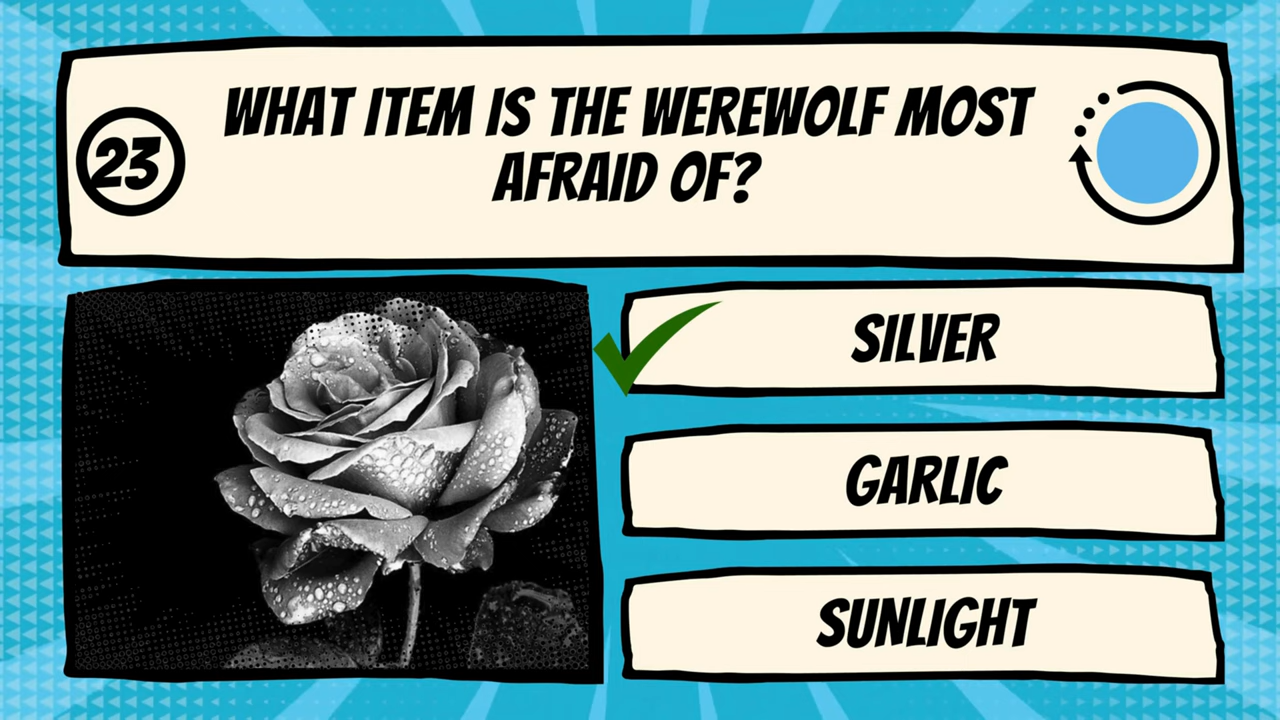 WHAT ITEM IS THE WEREWOLF MOST
AFRAID OF?
23
SILVER
GARLIC
SUNLIGHT